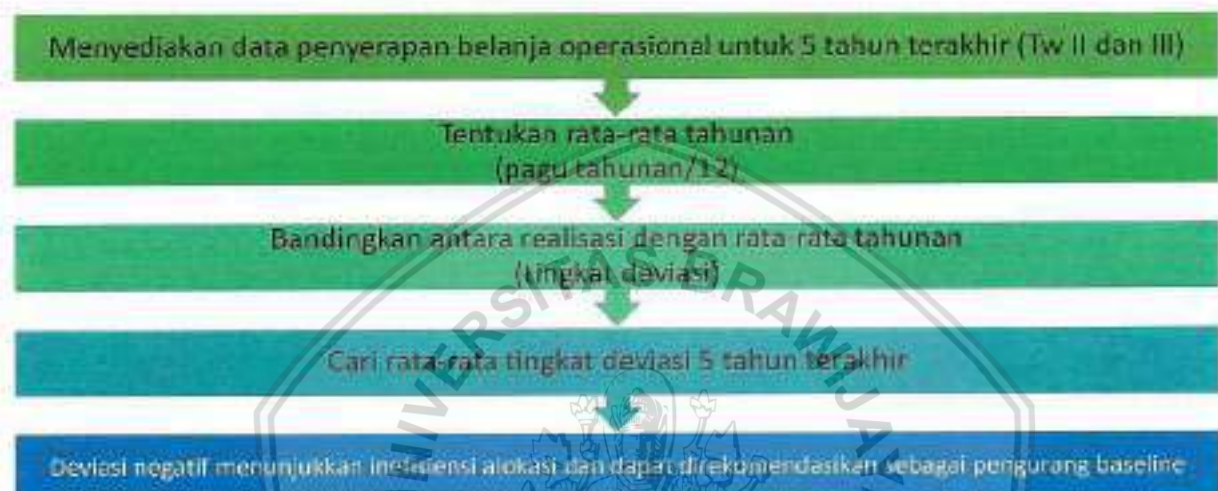 Menyediakan data penyerapan belanja operasional untuk 5 tahun terakhir (Tw II dan III)
Tentukan rata-rata tahunan
(pagu tahunan/12)
Bandingkan antara realisasi dengan rata-rata tahunan
(tingkat deviasi)
Cari rata-rata tingkat deviasi 5 tahun terakhir
Deviasi negatif menunjukkan inefisiensi alokasi dan dapat direkomendasikan sebagai pengurang baseline